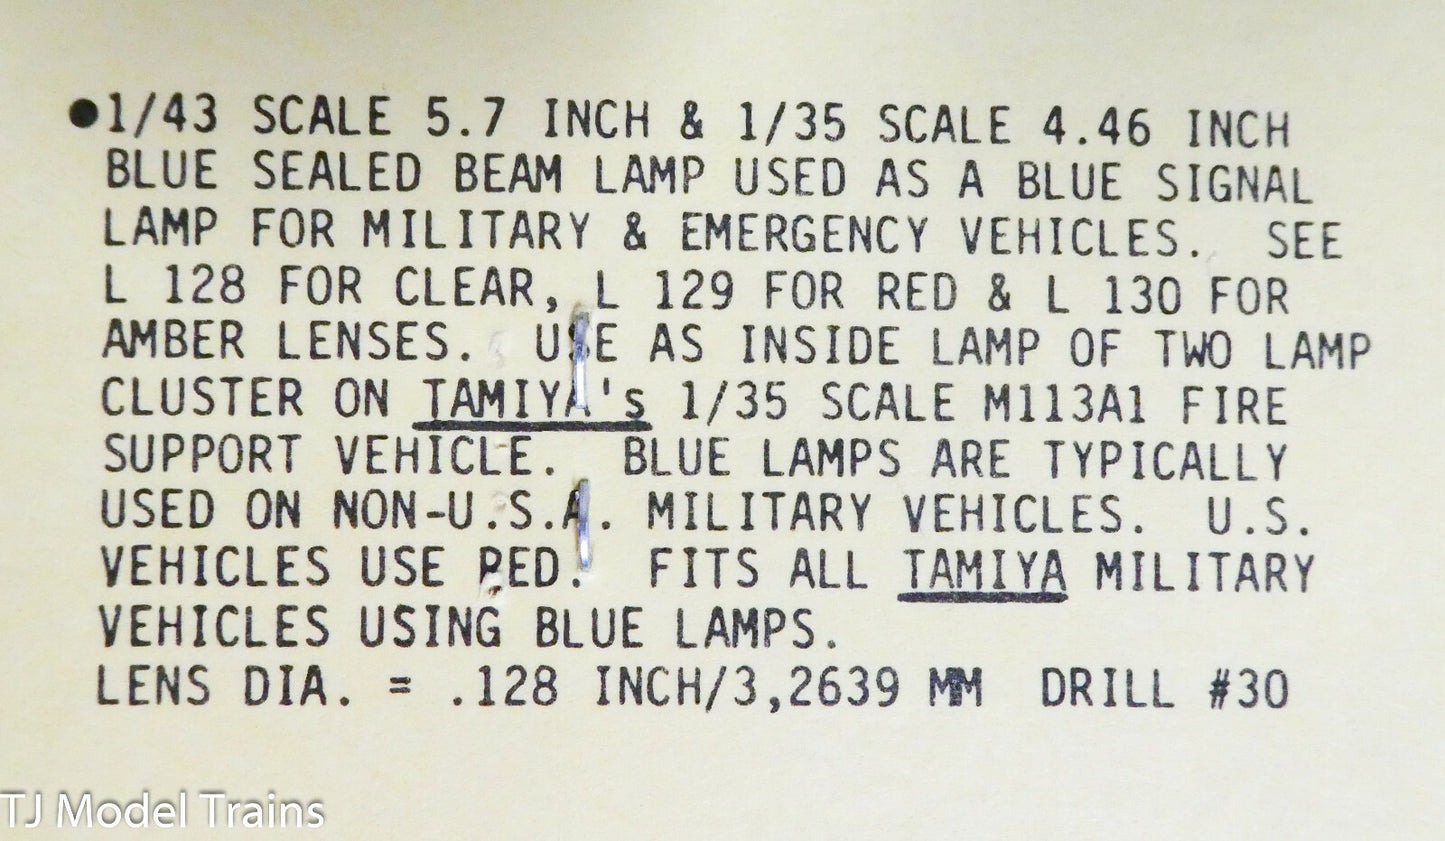 ●1/43 SCALE 5.7 INCH & 1/35 SCALE 4.46 INCH
BLUE SEALED BEAM LAMP USED AS A BLUE SIGNAL
LAMP FOR MILITARY & EMERGENCY VEHICLES. SEE
L 128 FOR CLEAR, L 129 FOR RED & L 130 FOR
AMBER LENSES. USE AS INSIDE LAMP OF TWO LAMP
CLUSTER ON TAMIYA's 1/35 SCALE M113A1 FIRE
SUPPORT VEHICLE. BLUE LAMPS ARE TYPICALLY
USED ON NON-U.S.A. MILITARY VEHICLES. U.S.
VEHICLES USE RED. FITS ALL TAMIYA MILITARY
VEHICLES USING BLUE LAMPS.
LENS DIA. = .128 INCH/3,2639 MM DRILL #30
TJ Model Trains